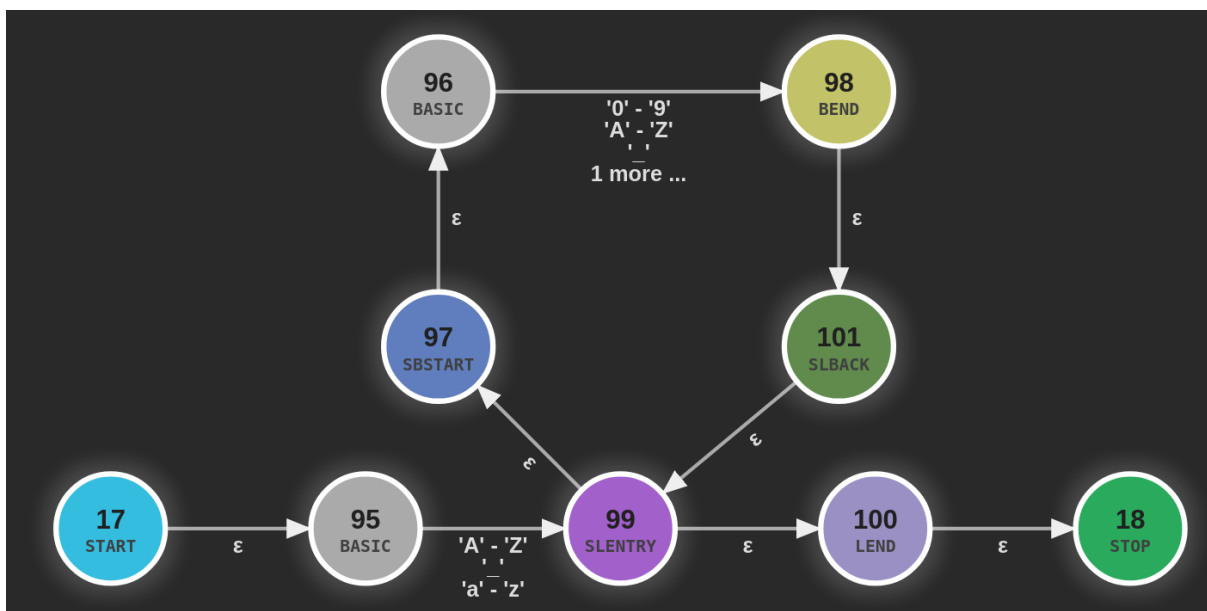 96
BASIC
98
BEND
'0' - '9'
'A' - 'Z'
'_'
1 more ...
ε
ε
97
SBSTART
101
SLBACK
ε
ε
17
START
ε
95
BASIC
'A' - 'Z'
'_'
'a' - 'z'
99
SLENTRY
ε
100
LEND
ε
18
STOP